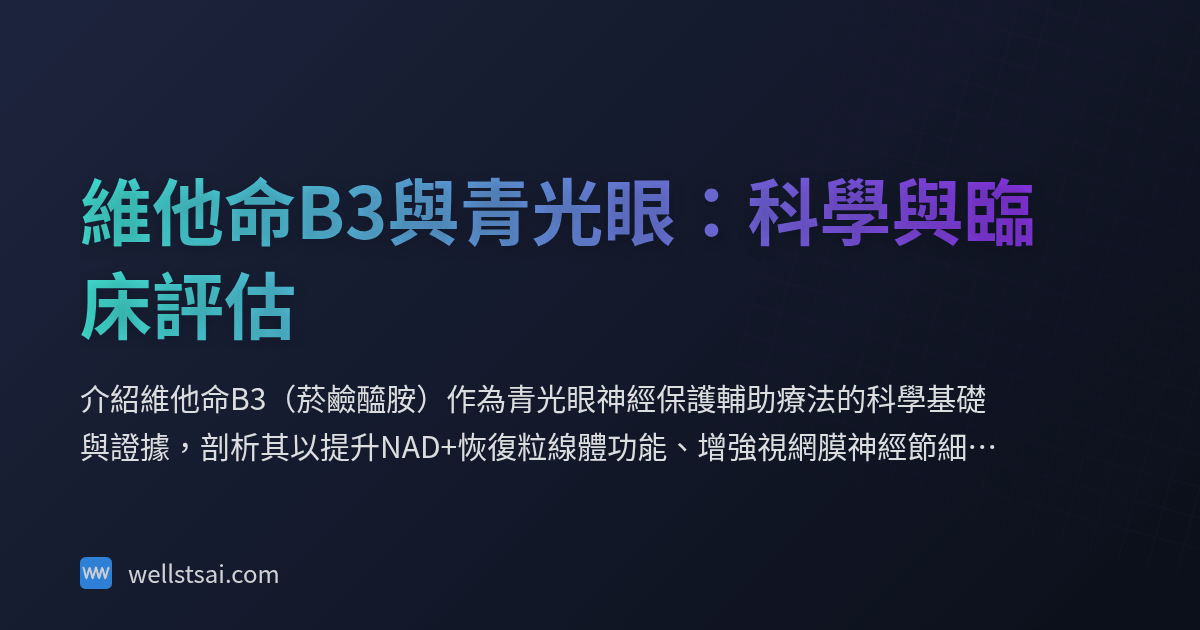 維他命B3與青光眼：科學與臨
床評估
介紹維他命B3（菸鹼醯胺）作為青光眼神經保護輔助療法的科學基礎
與證據，剖析其以提升NAD+恢復粒線體功能、增強視網膜神經節細…
wellstsai.com